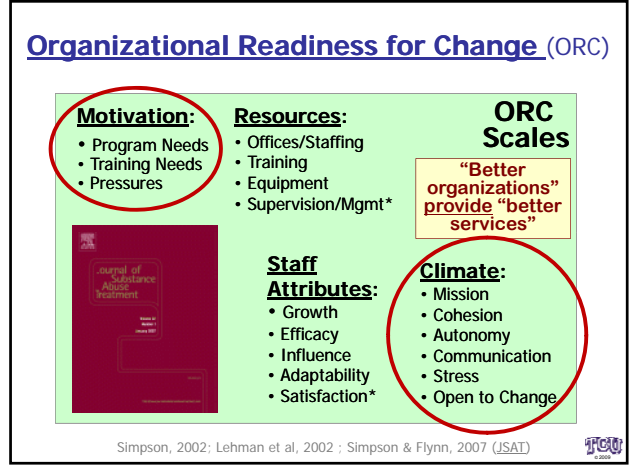 Organizational Readiness for Change (ORC)
Motivation:
• Program Needs
• Training Needs
• Pressures
Resources:
• Offices/Staffing
• Training
• Equipment
• Supervision/Mgmt*
ORC
Scales
“Better
organizations”
provide “better
services”
Journal of
Substance
Abuse
Treatment
January 2007
Staff
Attributes:
• Growth
• Efficacy
• Influence
• Adaptability
• Satisfaction*
Climate:
• Mission
• Cohesion
• Autonomy
• Communication
• Stress
• Open to Change
Simpson, 2002; Lehman et al, 2002 ; Simpson & Flynn, 2007 (JSAT)
TCU
© 2009